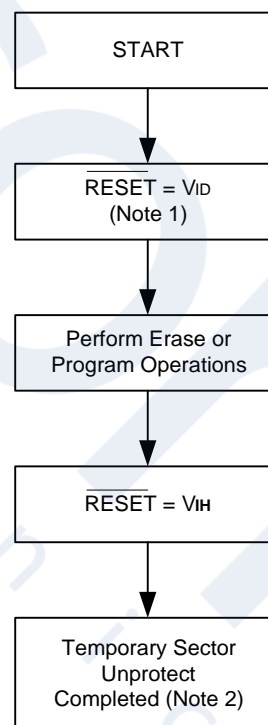 START
RESET = VID
(Note 1)
Perform Erase or
Program Operations
RESET = VIH
Temporary Sector
Unprotect
Completed (Note 2)